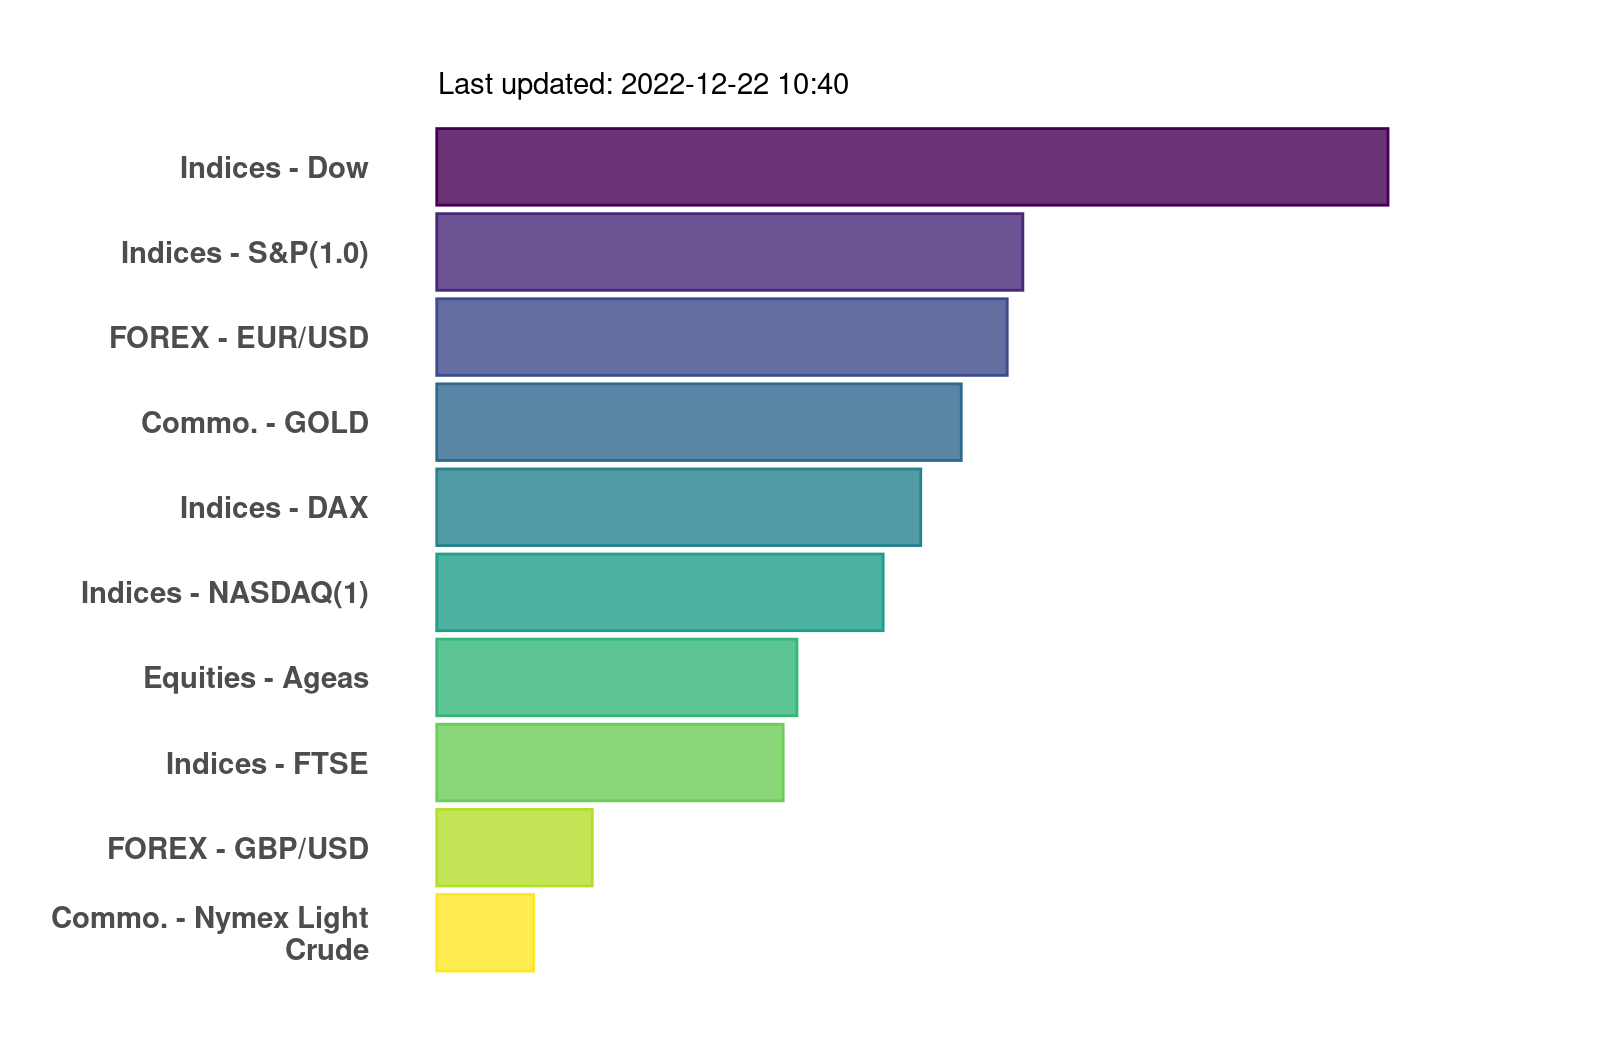 Last updated: 2022-12-22 10:40
Indices - Dow
Indices - S&P(1.0)
FOREX - EUR/USD
Commo. - GOLD
Indices - DAX
Indices - NASDAQ(1)
Equities - Ageas
Indices - FTSE
FOREX - GBP/USD
Commo. - Nymex Light
Crude